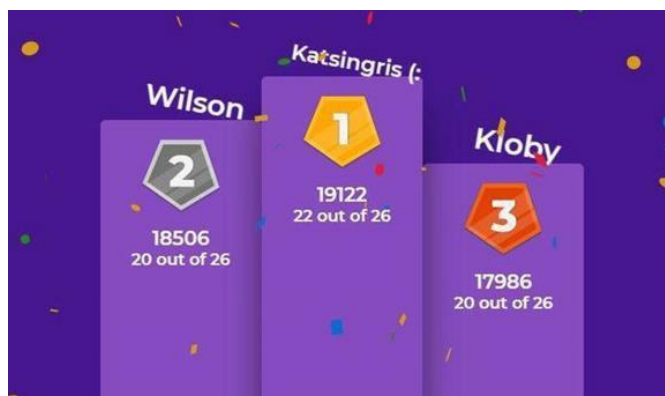 Wilson
2
18506
20 out of 26
Katsingris (:
1
19122
22 out of 26
Kloby
3
17986
20 out of 26